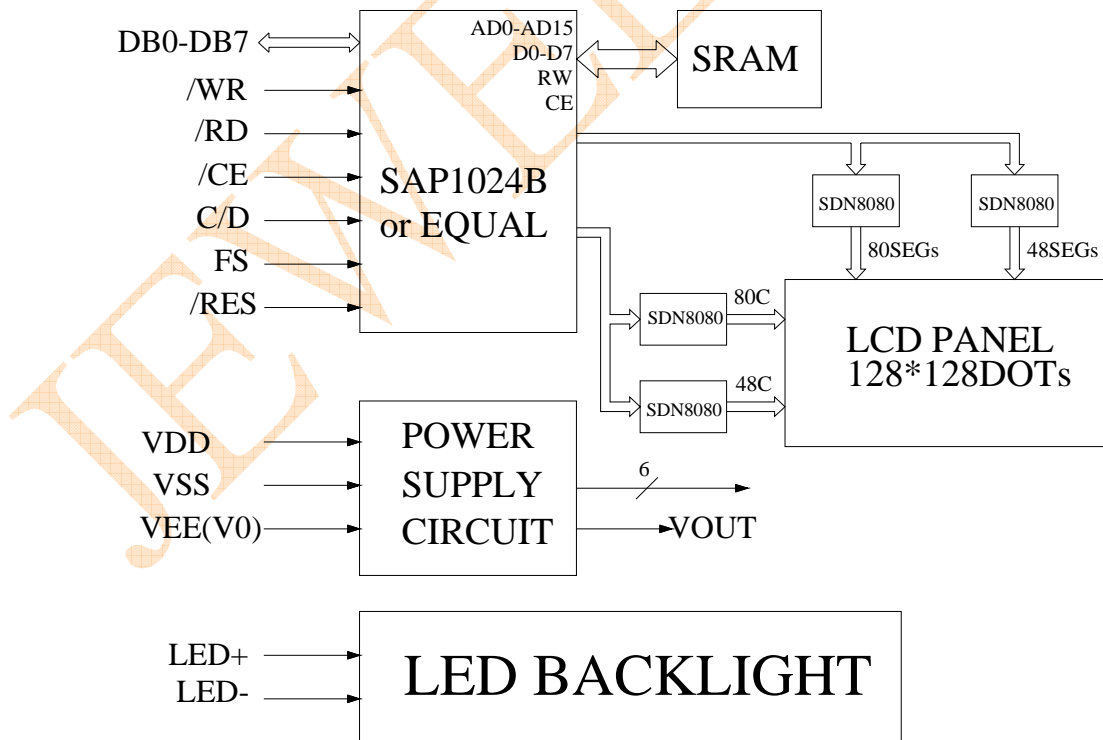 DB0-DB7
/WR
/RD
/CE
C/D
FS
/RES
AD0-AD15
D0-D7
RW
CE
SAP1024B
or EQUAL
SRAM
SDN8080
SDN8080
80SEGs
48SEGs
SDN8080
80C
SDN8080
48C
LCD PANEL
128*128DOTs
VDD
VSS
VEE(V0)
POWER
SUPPLY
CIRCUIT
6
VOUT
LED+
LED-
LED BACKLIGHT